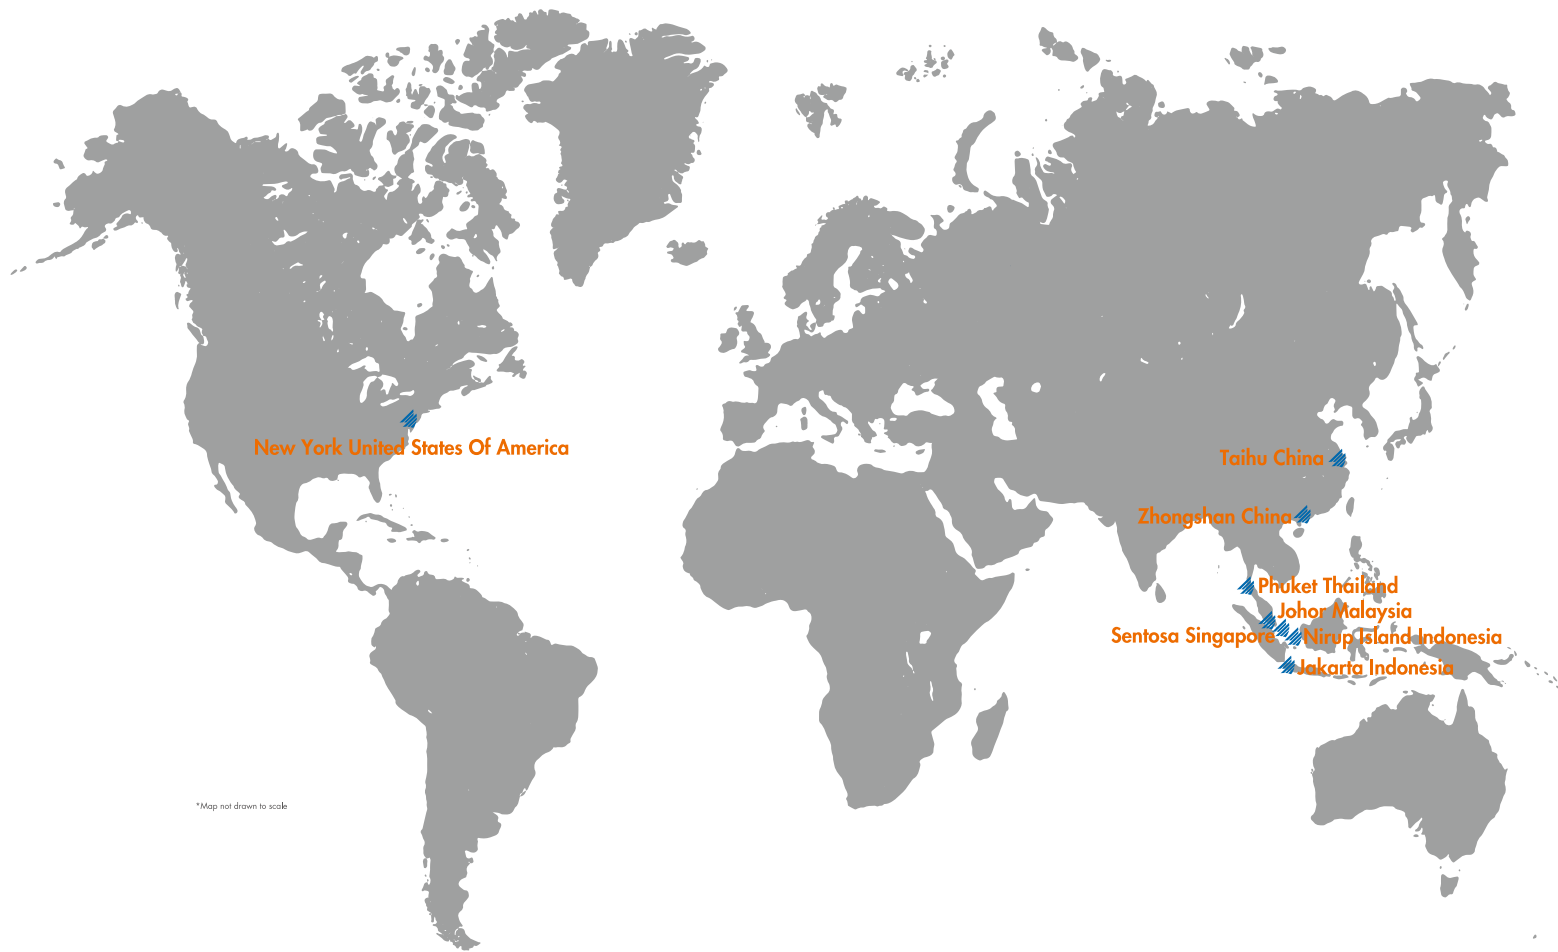 New York United States Of America
Taihu China
Zhongshan China
Phuket Thailand
Johor Malaysia
Sentosa Singapore
Nirup Island Indonesia
Jakarta Indonesia
*Map not drawn to scale